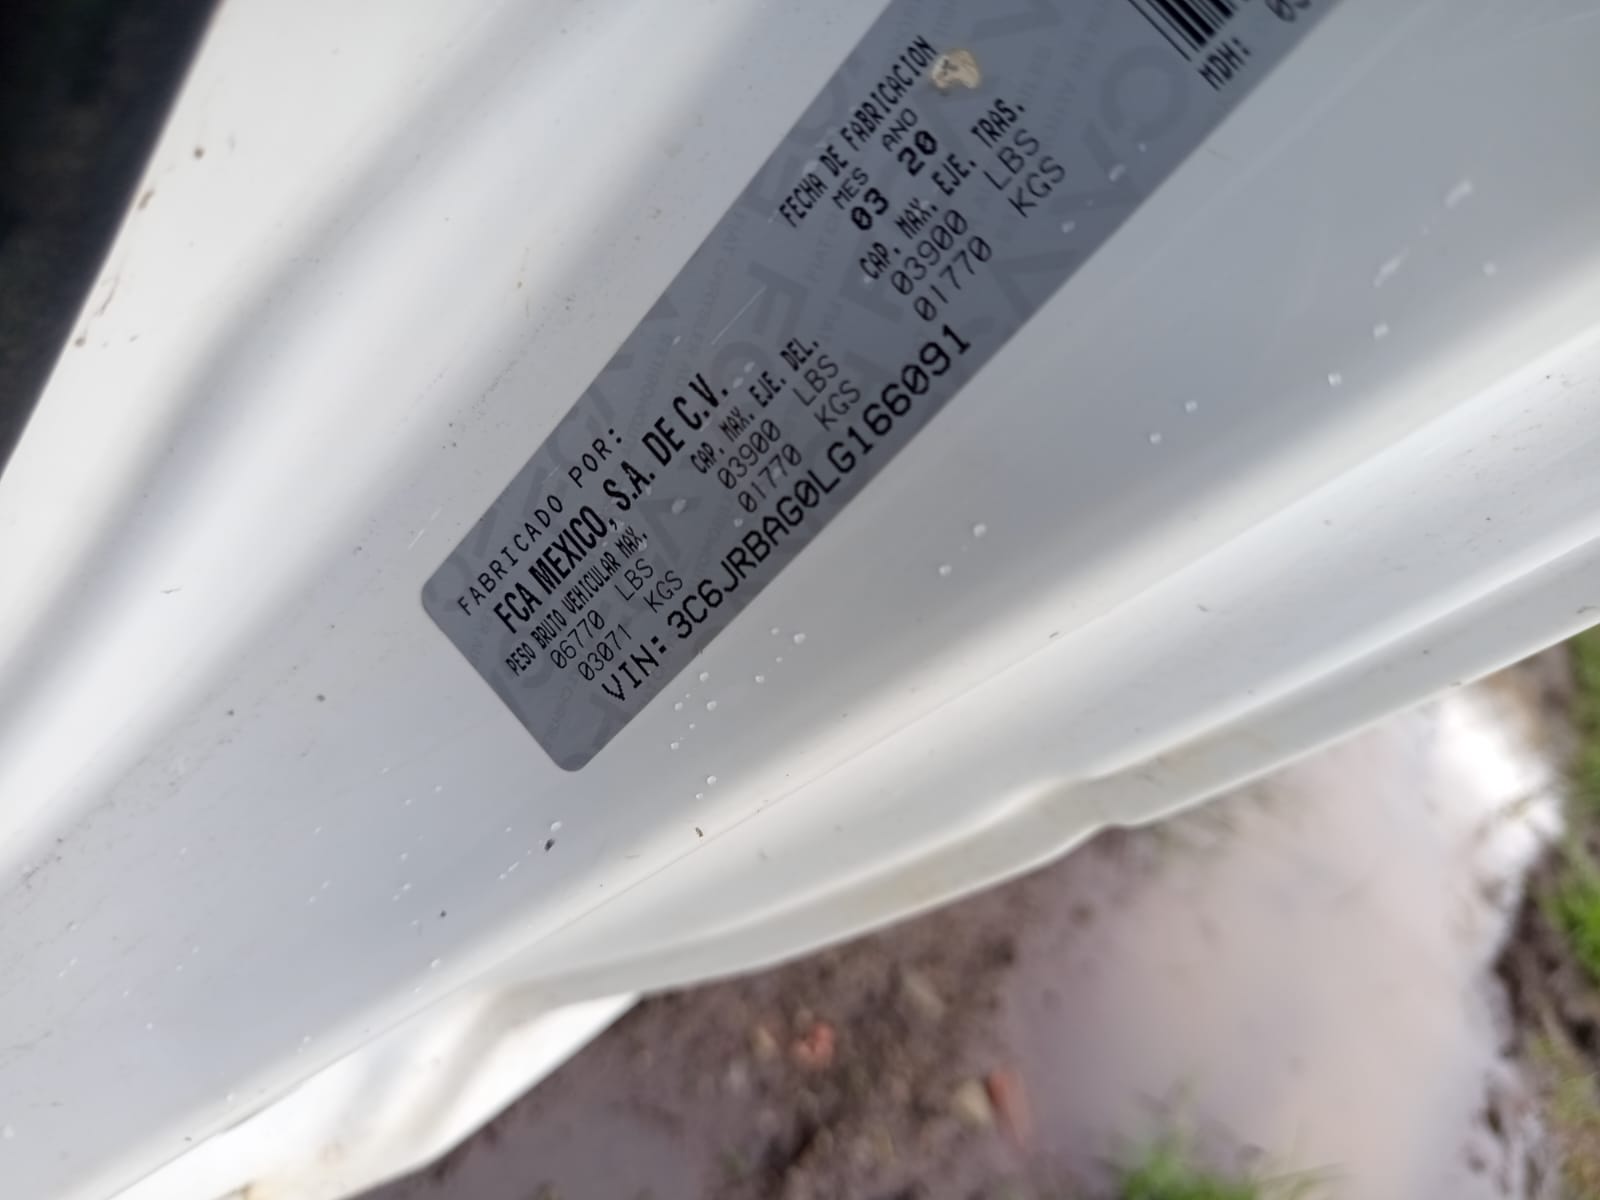 FABRICADO POR:
FCA MEXICO, S.A. DE C.V.
FECHA DE FABRICACION
MES ANO
03 20
PESO BRUTO VEHICULAR MAX.
06770 LBS
03071 KGS
CAP. MAX. EJE. DEL.
03900 LBS
01770 KGS
CAP. MAX. EJE. TRAS.
03900 LBS
01770 KGS
VIN: 3C6JRBAG0LG166091
MDH: